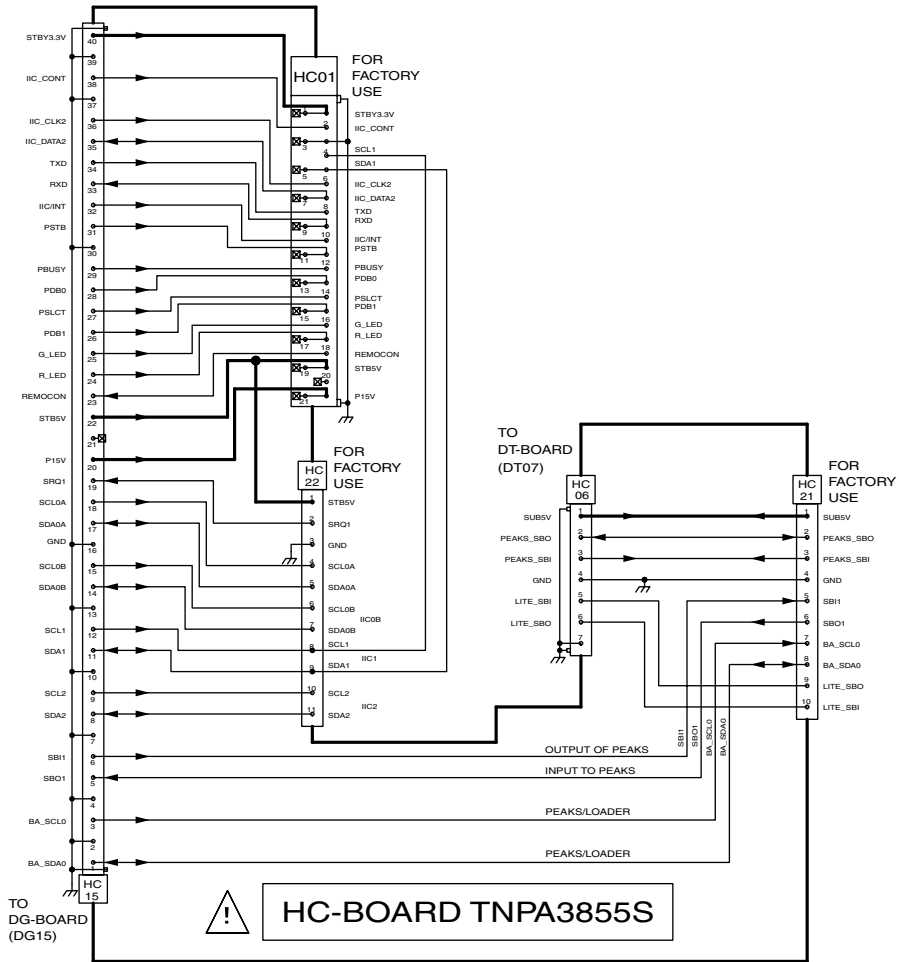 STBY3.3V
40
39
IIC_CONT
38
37
IIC_CLK2
36
IIC_DATA2
35
TXD
34
RXD
33
IIC/INT
32
PSTB
31
30
PBUSY
29
PDB0
28
PSLCT
27
PDB1
26
G_LED
25
R_LED
24
REMOCON
23
STB5V
22
21
P15V
20
SRQ1
19
SCL0A
18
SDA0A
17
GND
16
SCL0B
15
SDA0B
14
13
SCL1
12
SDA1
11
10
SCL2
9
SDA2
8
7
SBI1
6
SBO1
5
4
BA_SCL0
3
2
BA_SDA0
1
HC
15
TO
DG-BOARD
(DG15)
HC01
FOR
FACTORY
USE
1
STBY3.3V
2
IIC_CONT
3
4
SCL1
5
SDA1
6
IIC_CLK2
7
IIC_DATA2
8
TXD
9
RXD
10
IIC/INT
11
PSTB
12
PBUSY
13
PDB0
14
PSLCT
15
PDB1
16
G_LED
17
R_LED
18
REMOCON
19
STB5V
20
21
P15V
HC
22
FOR
FACTORY
USE
1
STB5V
2
SRQ1
3
GND
4
SCL0A
5
SDA0A
6
SCL0B
IIC0B
7
SDA0B
8
SCL1
IIC1
9
SDA1
10
SCL2
IIC2
11
SDA2
TO
DT-BOARD
(DT07)
HC
06
SUB5V
1
PEAKS_SBO
2
PEAKS_SBI
3
GND
4
LITE_SBI
5
LITE_SBO
6
7
HC
21
FOR
FACTORY
USE
1
SUB5V
2
PEAKS_SBO
3
PEAKS_SBI
4
GND
5
SBI1
6
SBO1
7
BA_SCL0
8
BA_SDA0
9
LITE_SBO
10
LITE_SBI
SBI1
SBO1
BA_SCL0
BA_SDA0
OUTPUT OF PEAKS
INPUT TO PEAKS
PEAKS/LOADER
PEAKS/LOADER
!
HC-BOARD TNPA3855S